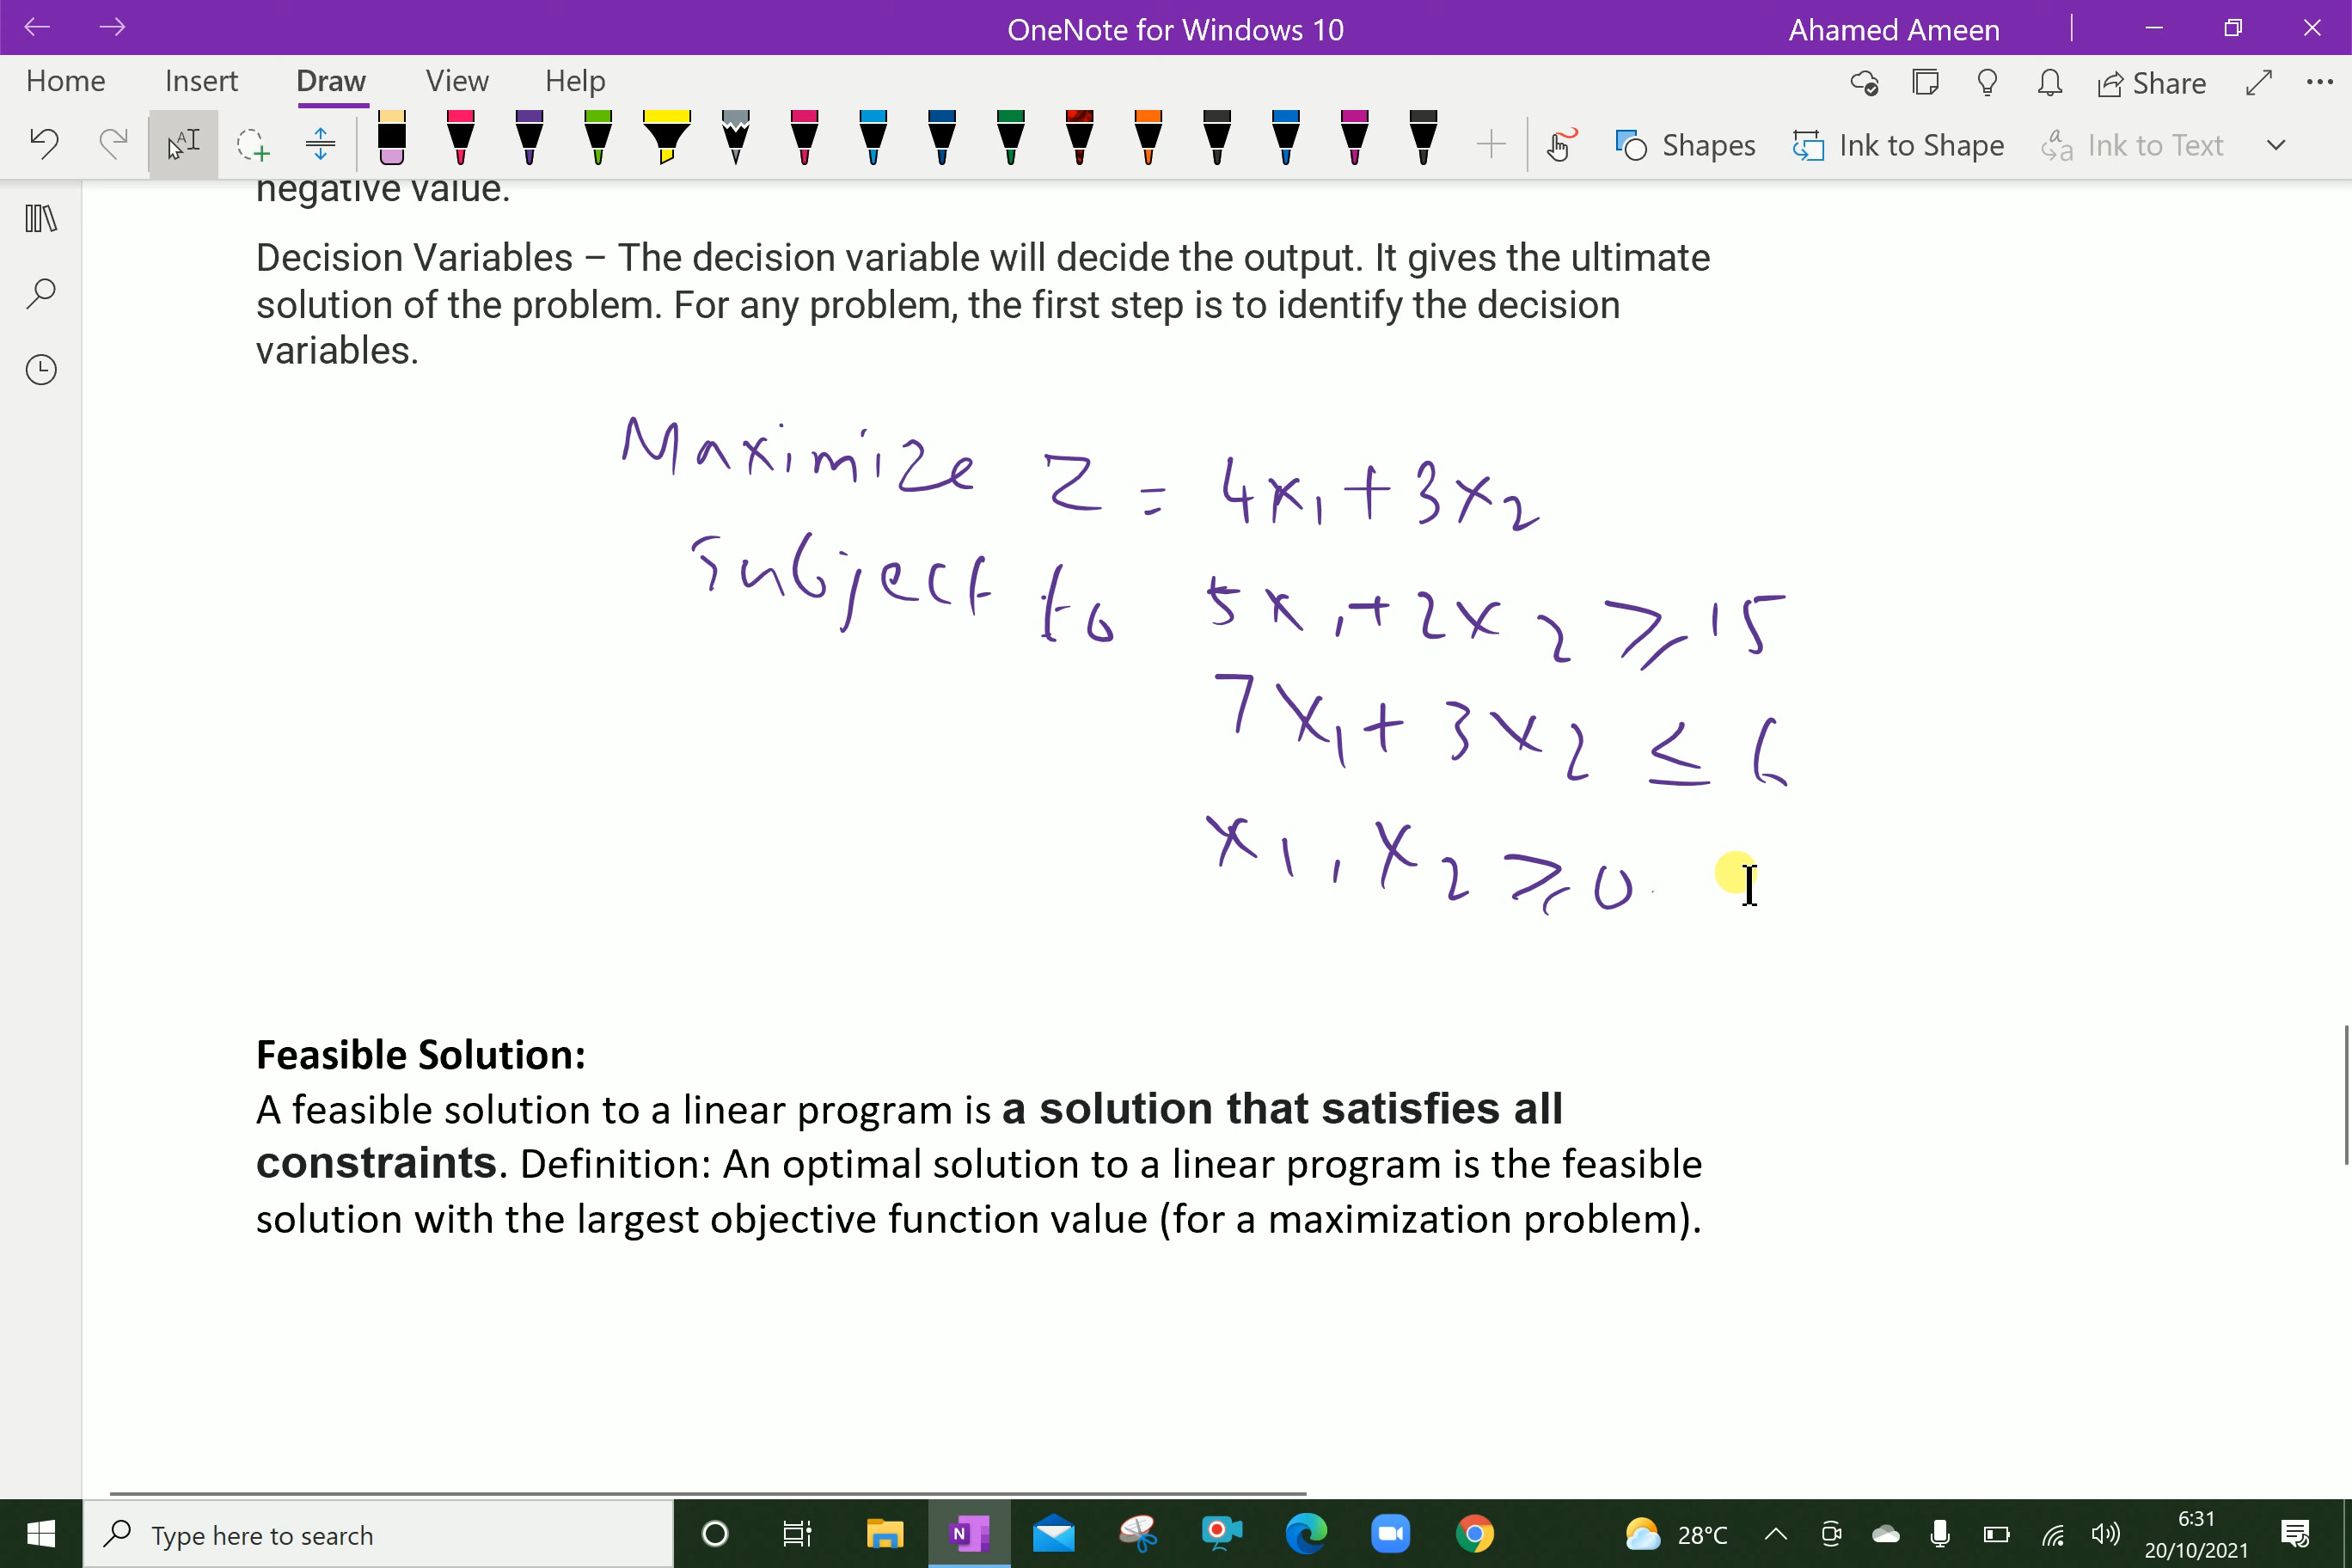 OneNote for Windows 10
Ahamed Ameen
Home Insert Draw View Help
Share
Shapes Ink to Shape Ink to Text
negative value.
Decision Variables – The decision variable will decide the output. It gives the ultimate
solution of the problem. For any problem, the first step is to identify the decision
variables.
Maximize Z = 4x₁ + 3x₂
Subject to 5x₁ + 2x₂ ⩾ 15
7x₁ + 3x₂ ≤ 6
x₁, x₂ ⩾ 0
Feasible Solution:
A feasible solution to a linear program is a solution that satisfies all
constraints. Definition: An optimal solution to a linear program is the feasible
solution with the largest objective function value (for a maximization problem).
Type here to search
28°C
6:31
20/10/2021